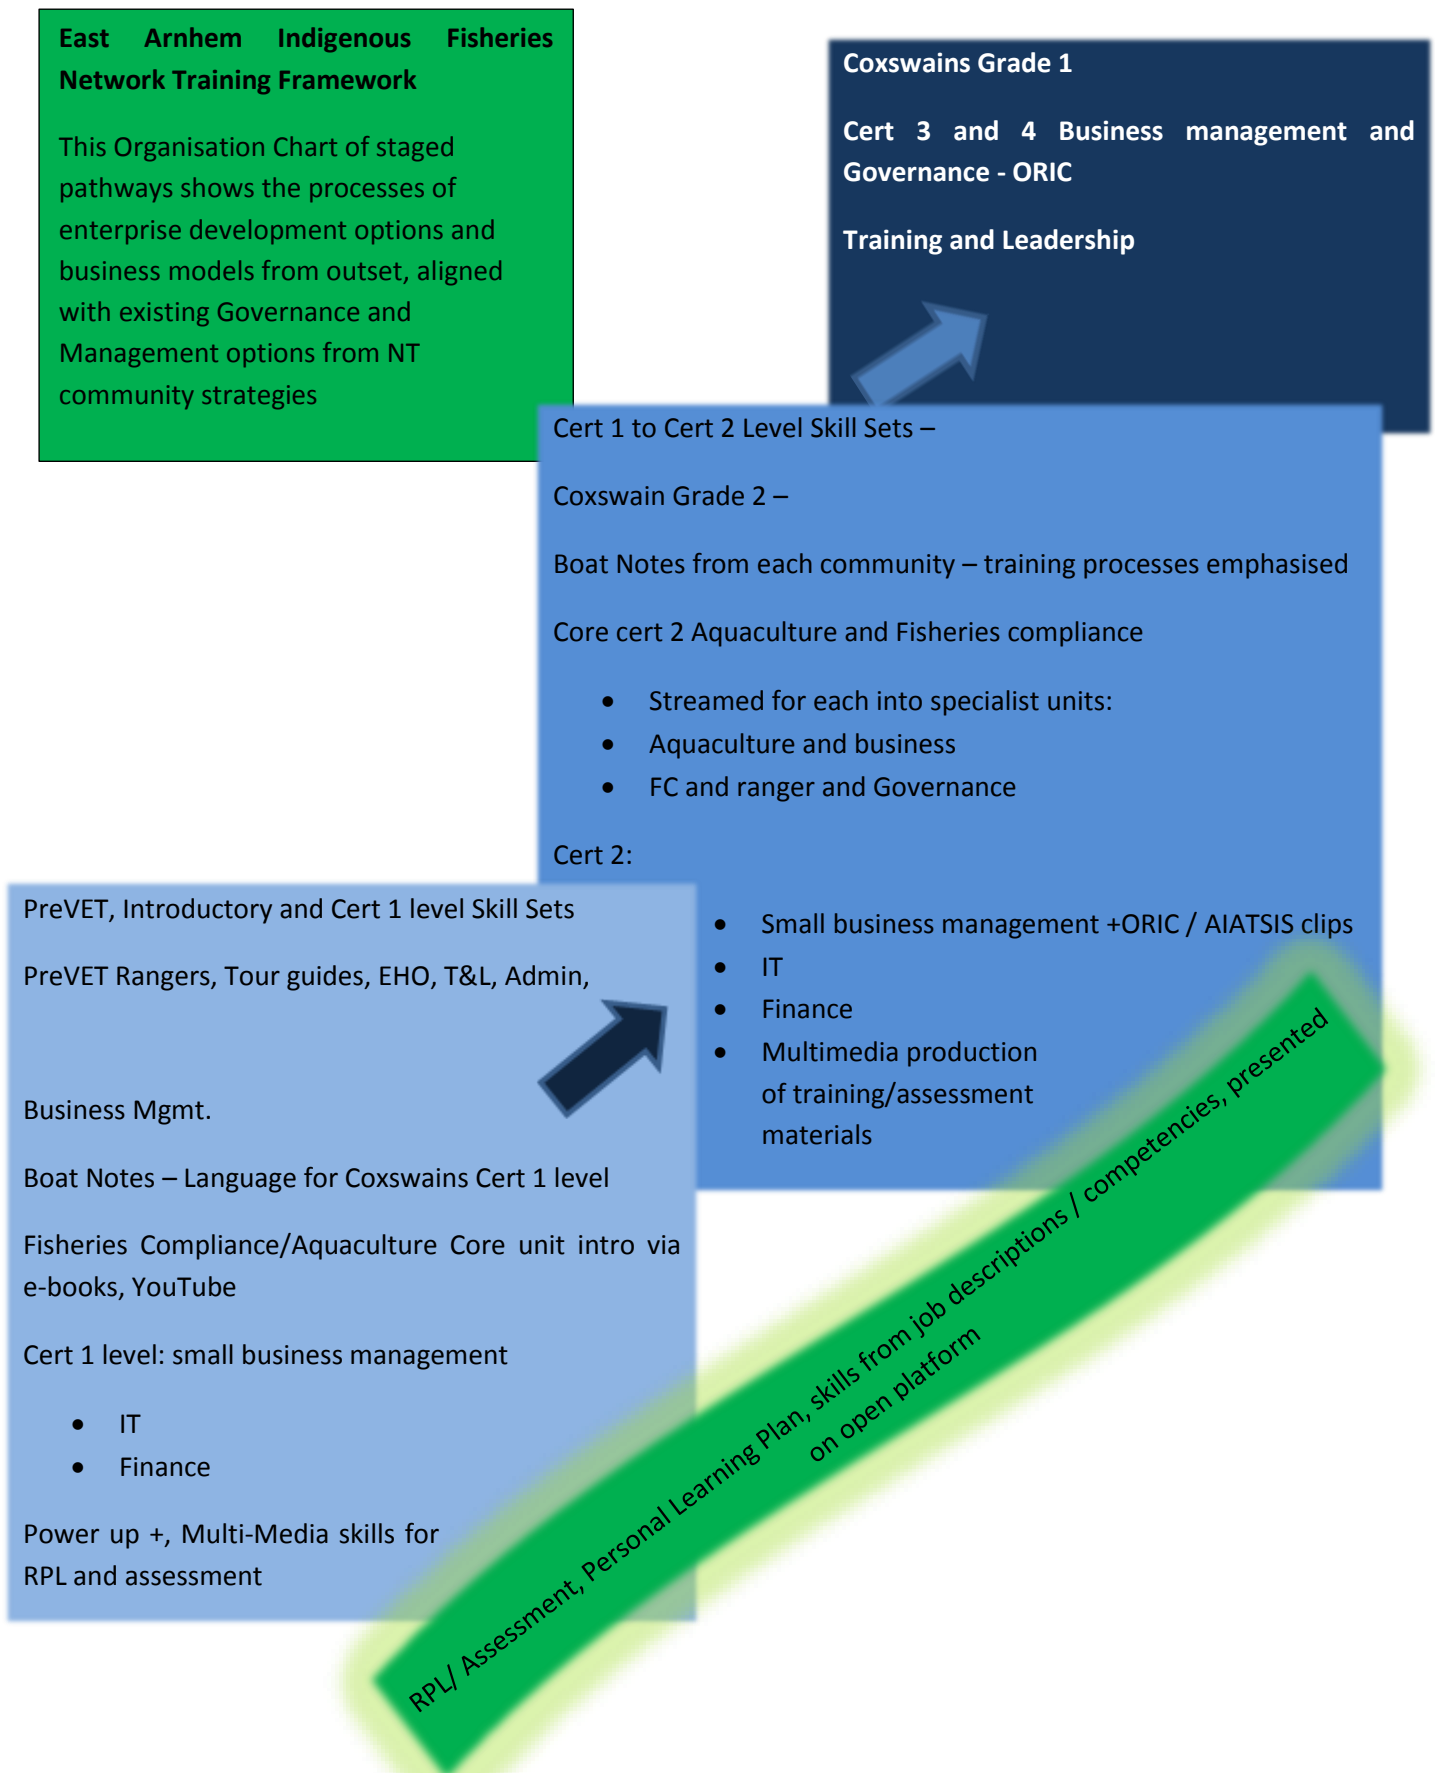 East Arnhem Indigenous Fisheries
Network Training Framework
This Organisation Chart of staged
pathways shows the processes of
enterprise development options and
business models from outset, aligned
with existing Governance and
Management options from NT
community strategies
Coxswains Grade 1
Cert 3 and 4 Business management and
Governance - ORIC
Training and Leadership
Cert 1 to Cert 2 Level Skill Sets –
Coxswain Grade 2 –
Boat Notes from each community – training processes emphasised
Core cert 2 Aquaculture and Fisheries compliance
• Streamed for each into specialist units:
• Aquaculture and business
• FC and ranger and Governance
Cert 2:
• Small business management +ORIC / AIATSIS clips
• IT
• Finance
• Multimedia production
of training/assessment
materials
PreVET, Introductory and Cert 1 level Skill Sets
PreVET Rangers, Tour guides, EHO, T&L, Admin,
Business Mgmt.
Boat Notes – Language for Coxswains Cert 1 level
Fisheries Compliance/Aquaculture Core unit intro via
e-books, YouTube
Cert 1 level: small business management
• IT
• Finance
Power up +, Multi-Media skills for
RPL and assessment
RPL/ Assessment, Personal Learning Plan, skills from job descriptions / competencies, presented
on open platform